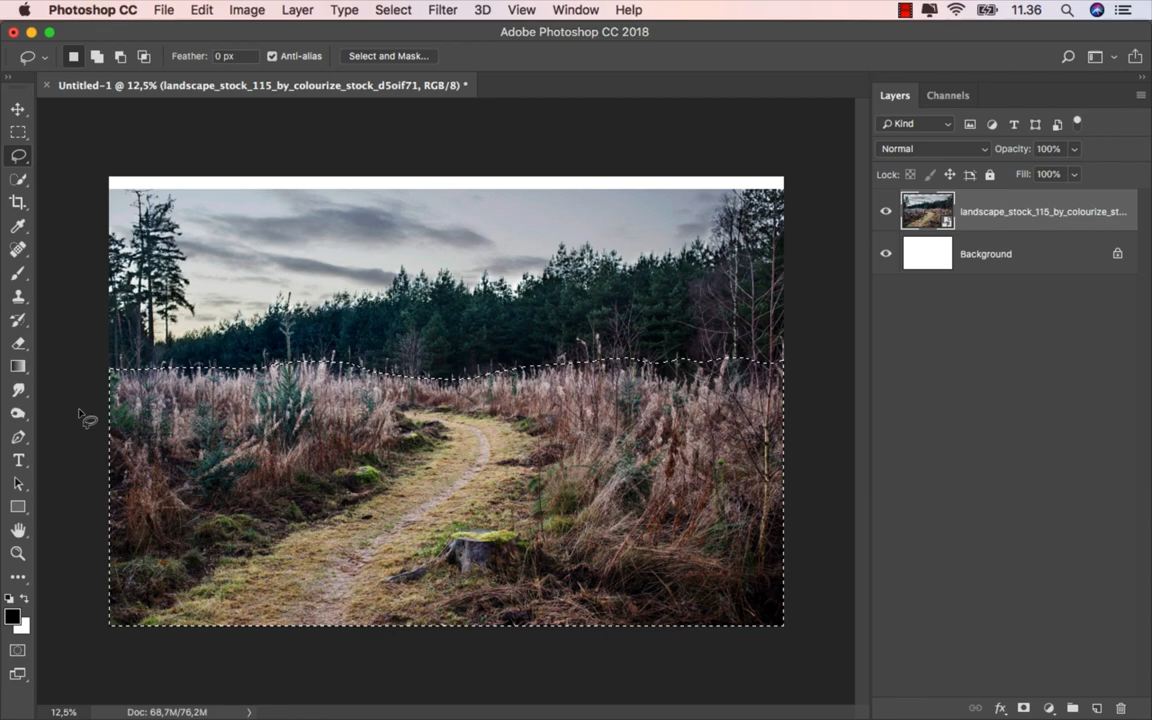 Photoshop CC File Edit Image Layer Type Select Filter 3D View Window Help 11.36
Adobe Photoshop CC 2018
Feather: 0 px Anti-alias Select and Mask...
Untitled-1 @ 12,5% (landscape_stock_115_by_colourize_stock_d5oif71, RGB/8) *
Layers Channels
Kind
Normal Opacity: 100%
Lock: Fill: 100%
landscape_stock_115_by_colourize_st...
Background
12,5% Doc: 68,7M/76,2M